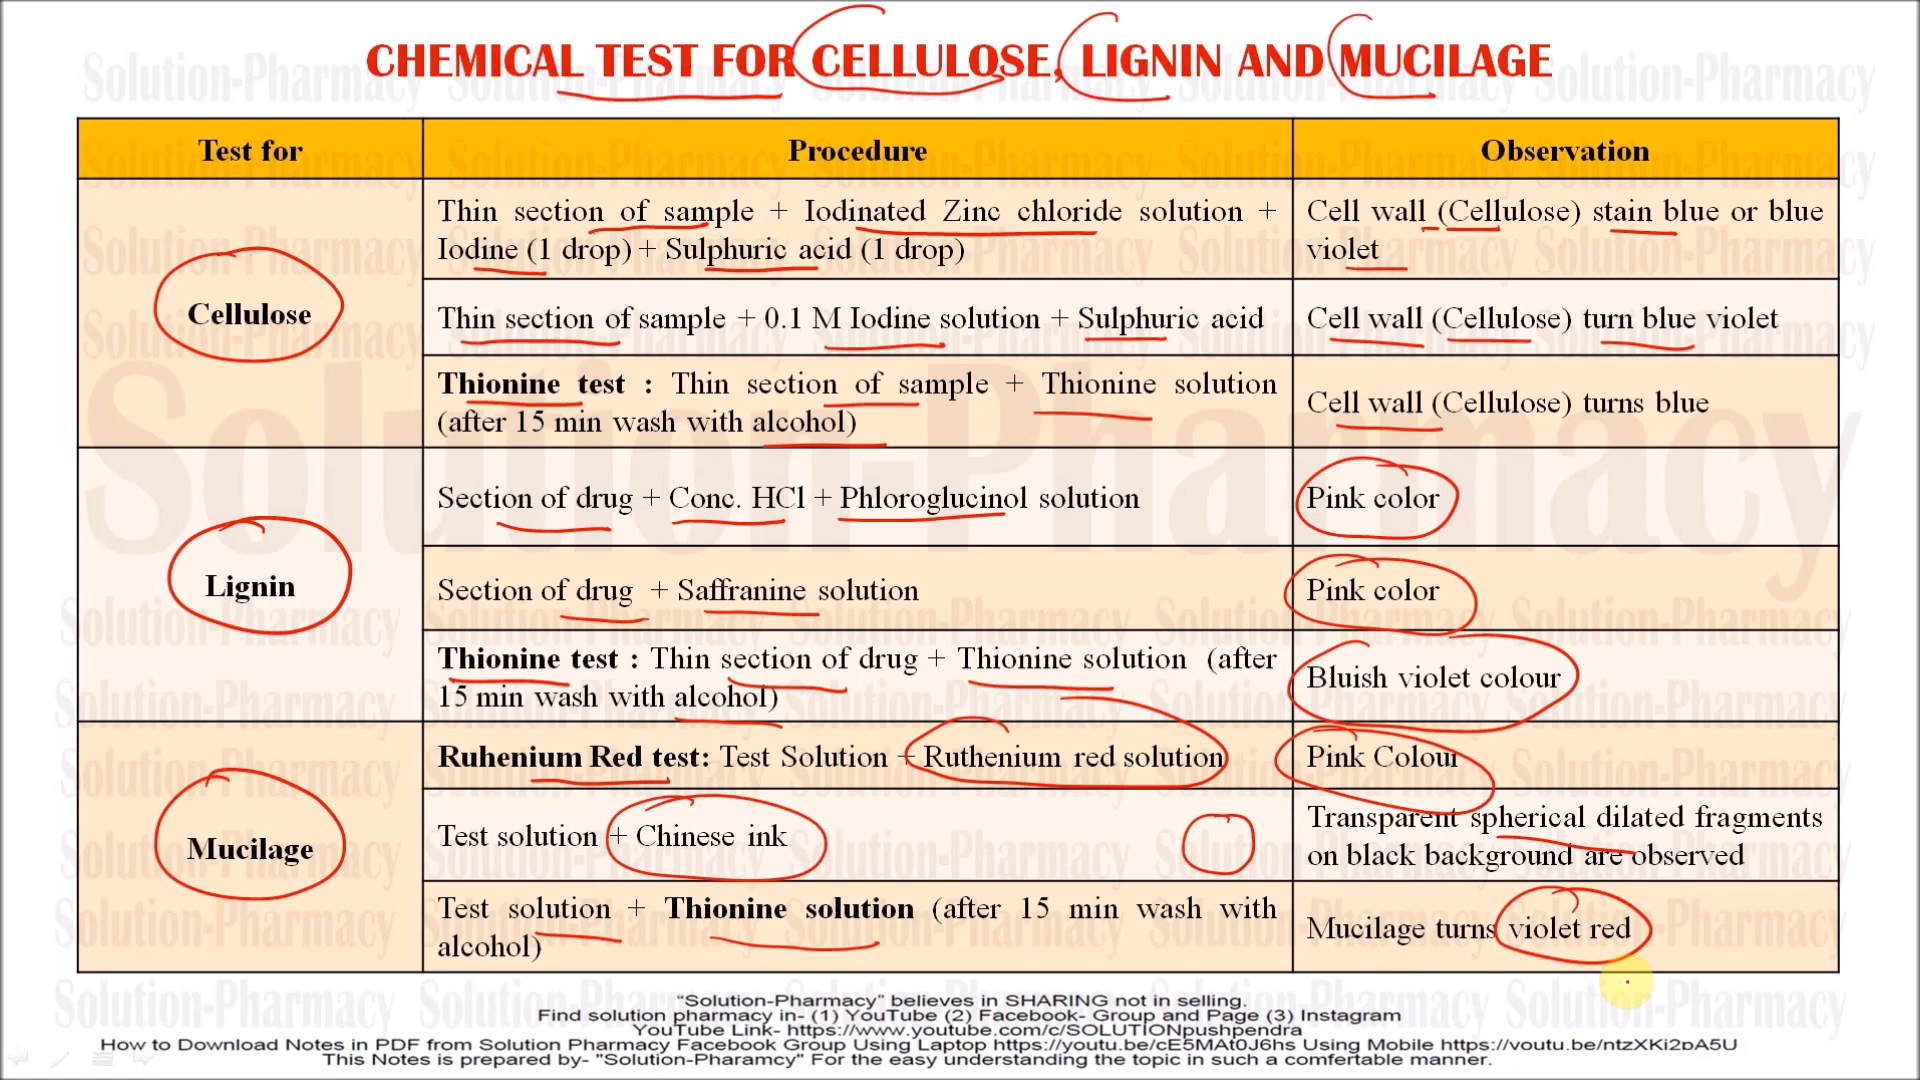 CHEMICAL TEST FOR CELLULOSE, LIGNIN AND MUCILAGE
Test for
Procedure
Observation
Cellulose
Thin section of sample + Iodinated Zinc chloride solution +
Iodine (1 drop) + Sulphuric acid (1 drop)
Cell wall (Cellulose) stain blue or blue
violet
Thin section of sample + 0.1 M Iodine solution + Sulphuric acid
Cell wall (Cellulose) turn blue violet
Thionine test : Thin section of sample + Thionine solution
(after 15 min wash with alcohol)
Cell wall (Cellulose) turns blue
Lignin
Section of drug + Conc. HCl + Phloroglucinol solution
Pink color
Section of drug + Saffranine solution
Pink color
Thionine test : Thin section of drug + Thionine solution (after
15 min wash with alcohol)
Bluish violet colour
Mucilage
Ruhenium Red test: Test Solution + Ruthenium red solution
Pink Colour
Test solution + Chinese ink
Transparent spherical dilated fragments
on black background are observed
Test solution + Thionine solution (after 15 min wash with
alcohol)
Mucilage turns violet red
Solution-Pharmacy
"Solution-Pharmacy" believes in SHARING not in selling.
Find solution pharmacy in- (1) YouTube (2) Facebook- Group and Page (3) Instagram
YouTube Link- https://www.youtube.com/c/SOLUTIONpushpendra
How to Download Notes in PDF from Solution Pharmacy Facebook Group Using Laptop https://youtu.be/cE5MAt0J6hs Using Mobile https://youtu.be/ntzXKi2pA5U
This Notes is prepared by- "Solution-Pharamcy" For the easy understanding the topic in such a comfertable manner.